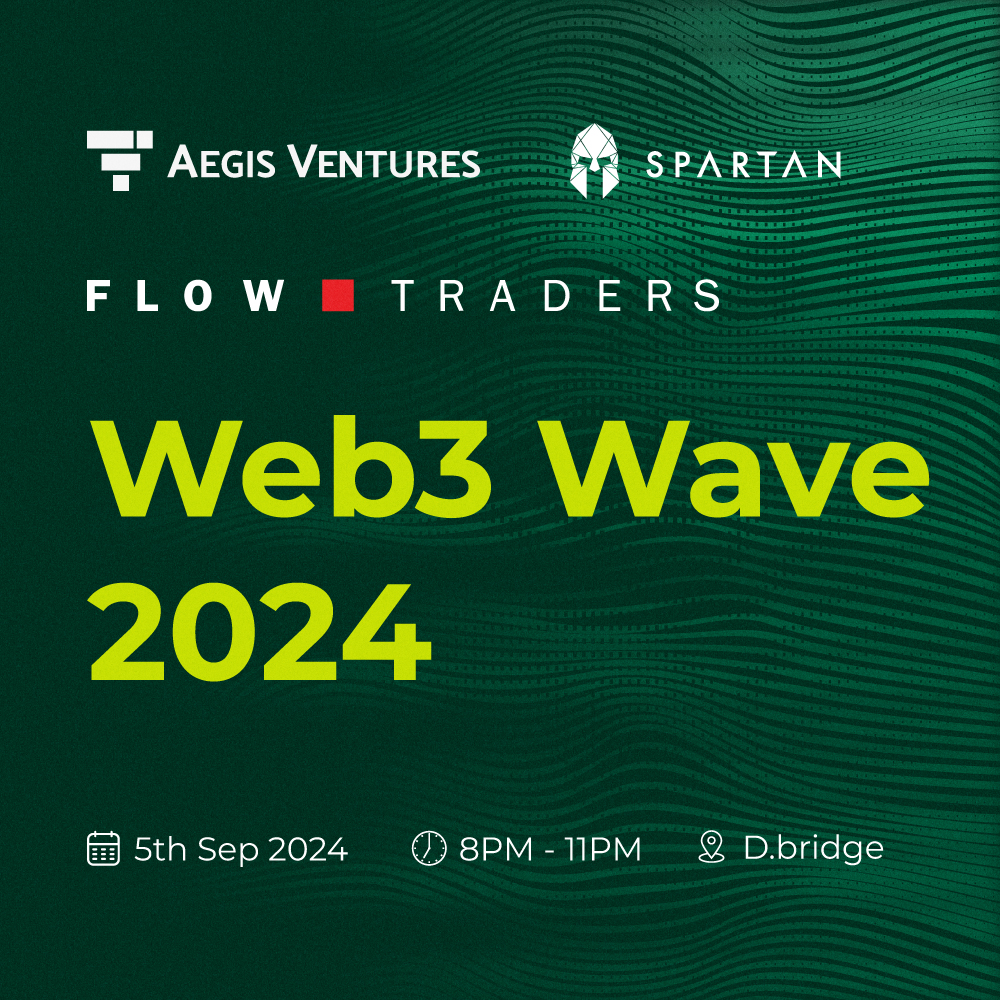 AEGIS VENTURES
SPARTAN
FLOW TRADERS
Web3 Wave
2024
5th Sep 2024
8PM - 11PM
D.bridge